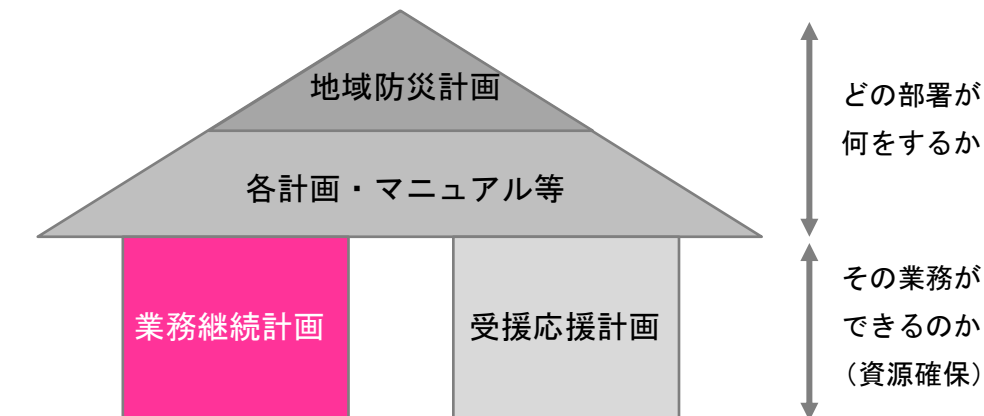 地域防災計画
どの部署が
何をするか
各計画・マニュアル等
業務継続計画
受援応援計画
その業務が
できるのか
（資源確保）